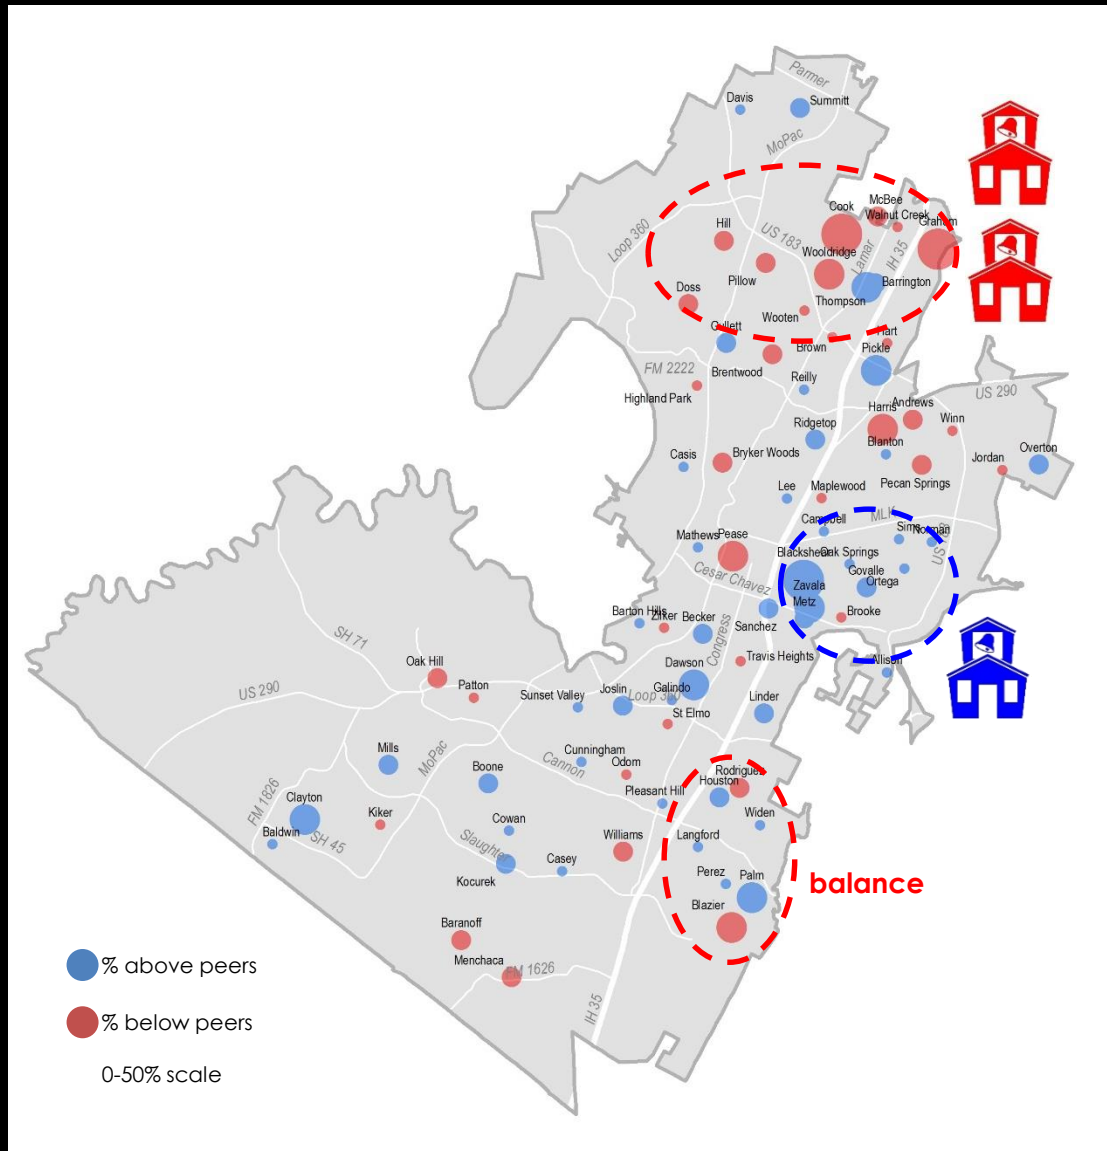 Parmer
Davis
Summitt
MoPac
McBee
Cook
Walnut Creek
Graham
Hill
US 183
Loop 360
Lamar
IH 35
Wooldridge
Pillow
Barrington
Doss
Thompson
Wooten
Gullett
Hart
Brown
Pickle
FM 2222
Brentwood
Reilly
US 290
Highland Park
Andrews
Harris
Winn
Ridgetop
Blanton
Overton
Casis
Bryker Woods
Jordan
Pecan Springs
Lee
Maplewood
MLK
Campbell
Sims
Norman
Mathews
Pease
Blackshear
Oak Springs
Cesar Chavez
Govalle
Zavala
Ortega
Metz
Barton Hills
Zilker
Becker
Sanchez
Brooke
Congress
SH 71
Oak Hill
Travis Heights
Allison
Dawson
US 290
Patton
Sunset Valley
Joslin
Loop 360
Galindo
Linder
St Elmo
Mills
MoPac
Boone
Cunningham
Cannon
Odom
Rodriguez
Houston
Pleasant Hill
FM 1826
Clayton
Kiker
Cowan
Widen
Baldwin
SH 45
Slaughter
Williams
Langford
Casey
Kocurek
Perez
Palm
balance
Blazier
Baranoff
Menchaca
FM 1626
IH 35
% above peers
% below peers
0-50% scale